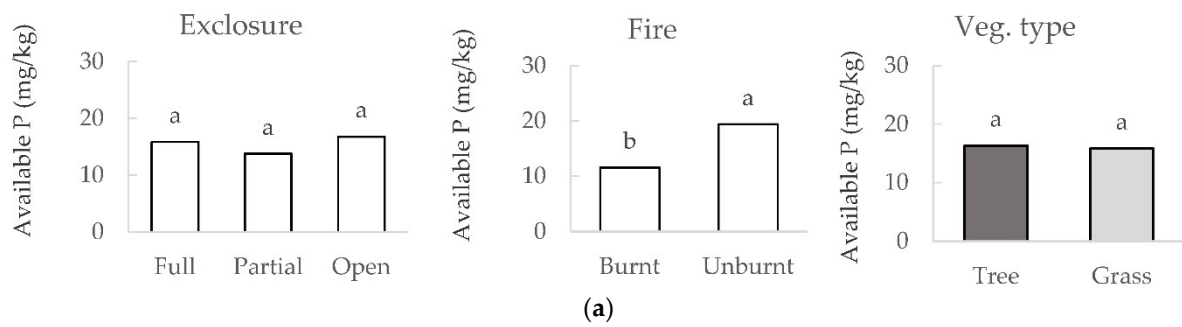 Exclosure
Available P (mg/kg)
30
20
10
0
a
a
a
Full Partial Open
Fire
Available P (mg/kg)
30
20
10
0
b
a
Burnt Unburnt
Veg. type
Available P (mg/kg)
30
20
10
0
a
a
Tree Grass
(a)